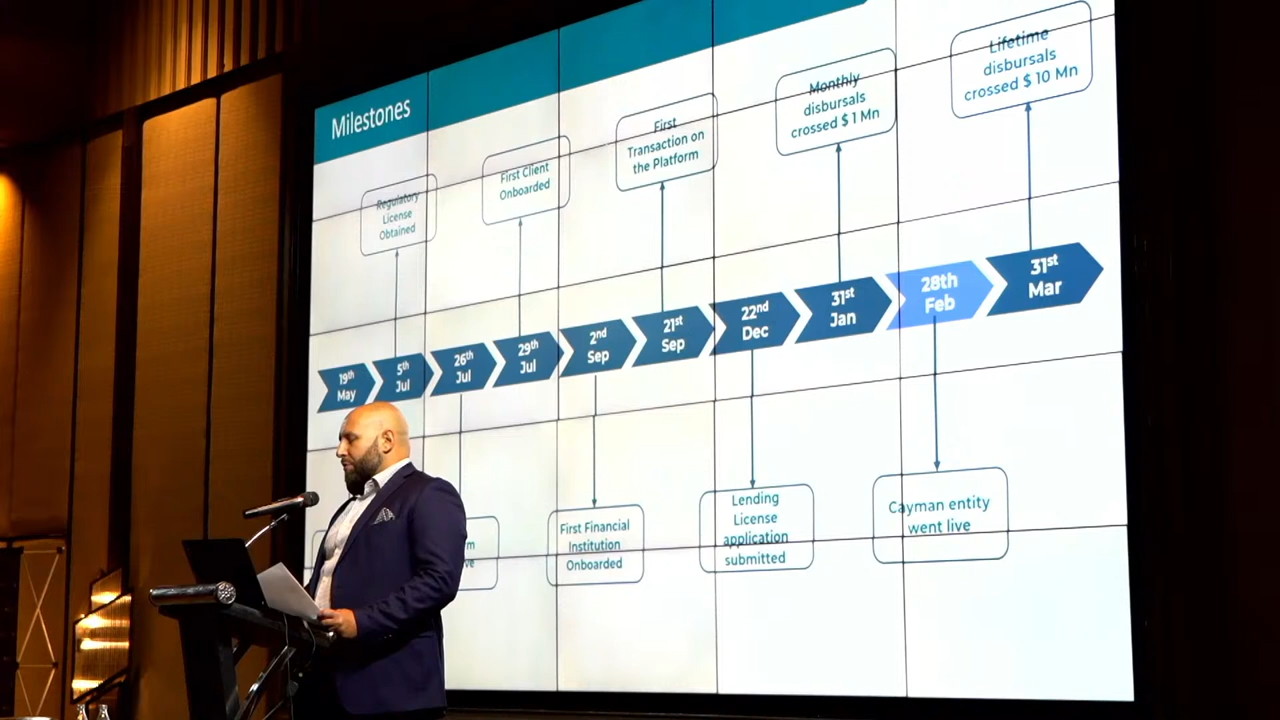 Milestones
Regulatory
License
Obtained
First Client
Onboarded
First
Transaction on
the Platform
Monthly
disbursals
crossed $ 1 Mn
Lifetime
disbursals
crossed $ 10 Mn
19th
May
5th
Jul
26th
Jul
29th
Jul
2nd
Sep
21st
Sep
22nd
Dec
31st
Jan
28th
Feb
31st
Mar
First Financial
Institution
Onboarded
Lending
License
application
submitted
Cayman entity
went live